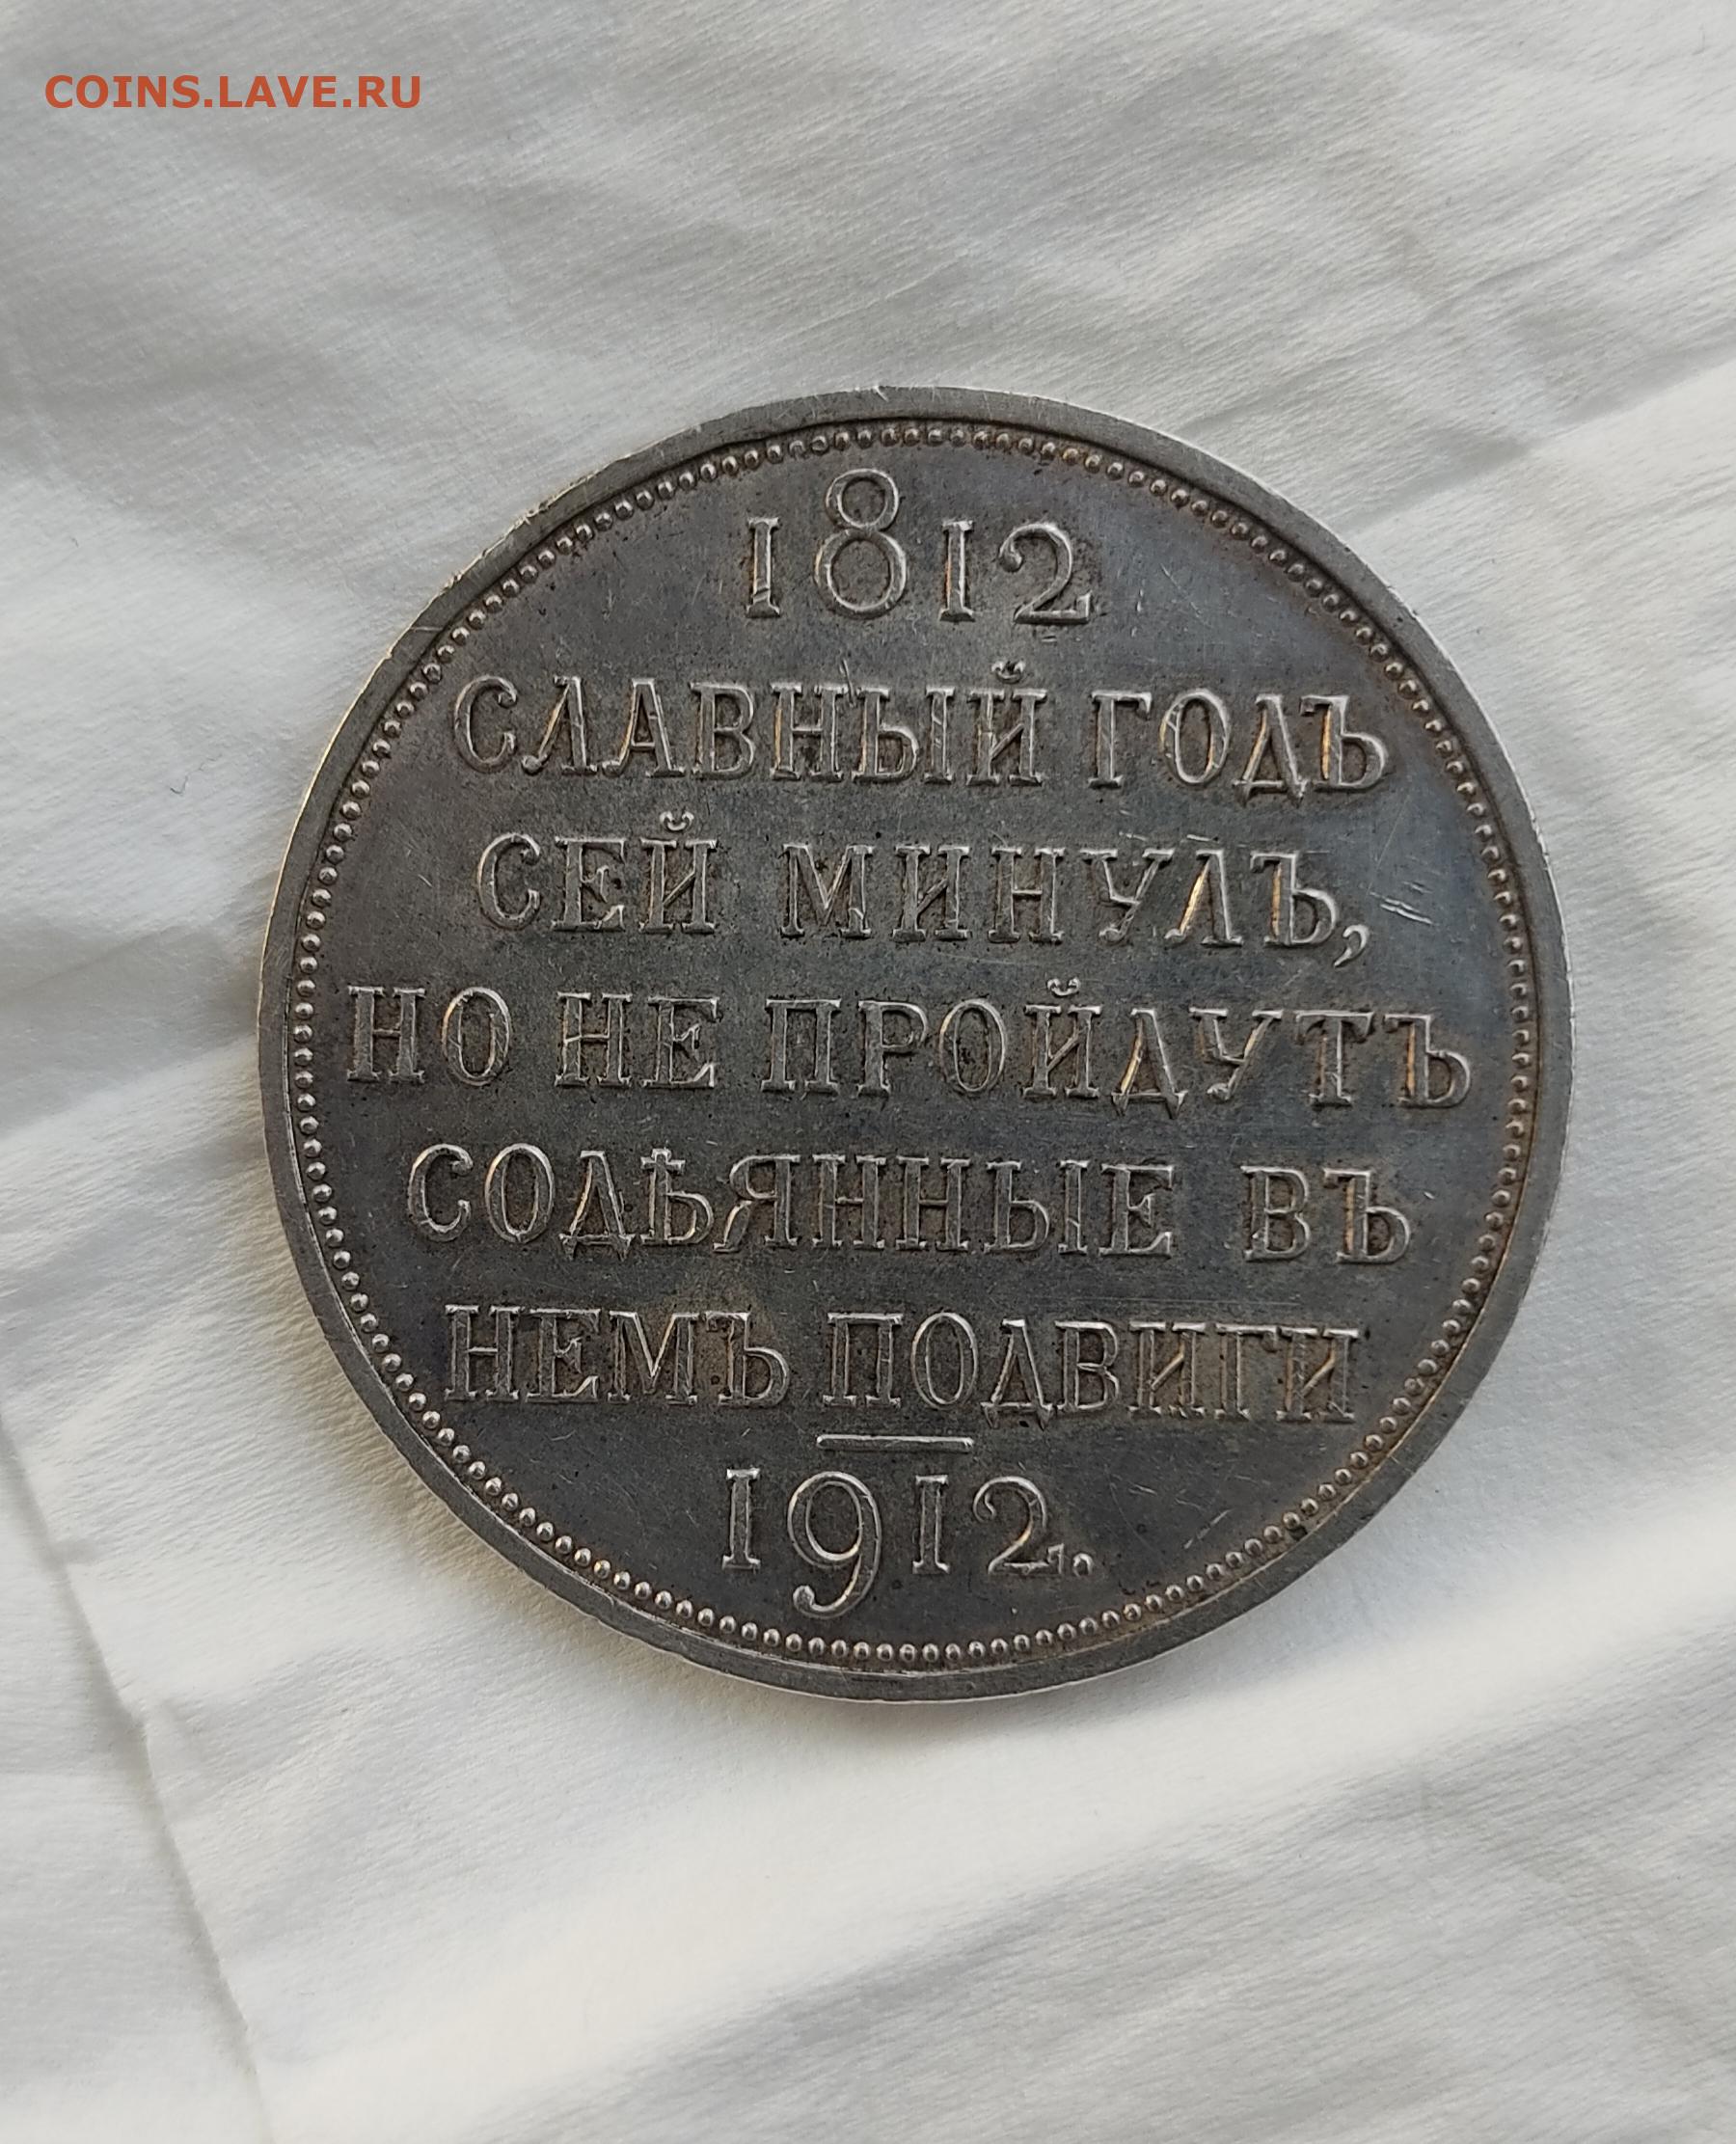 COINS.LAVE.RU
1812
СЛАВНЫЙ ГОДЪ
СЕЙ МИНУЛЪ,
НО НЕ ПРОЙДУТЪ
СОДѢЯННЫЕ ВЪ
НЕМЪ ПОДВИГИ
1912.